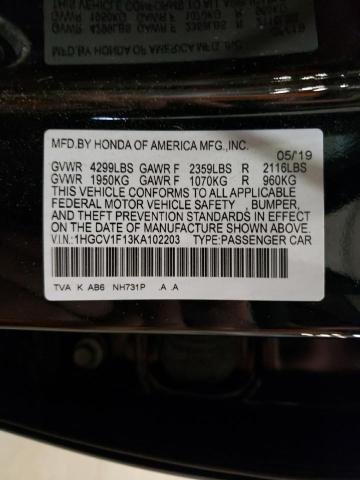 MFD.BY HONDA OF AMERICA MFG.,INC.
05/'19
GVWR 4299LBS GAWR F 2359LBS R 2116LBS
GVWR 1950KG GAWR F 1070KG R 960KG
THIS VEHICLE CONFORMS TO ALL APPLICABLE
FEDERAL MOTOR VEHICLE SAFETY , BUMPER,
AND THEFT PREVENTION STANDARDS IN EFFECT
ON THE DATE OF MANUFACTURE SHOWN ABOVE.
V.I.N.:1HGCV1F13KA102203 TYPE:PASSENGER CAR
TVA K AB6 NH731P .A .A